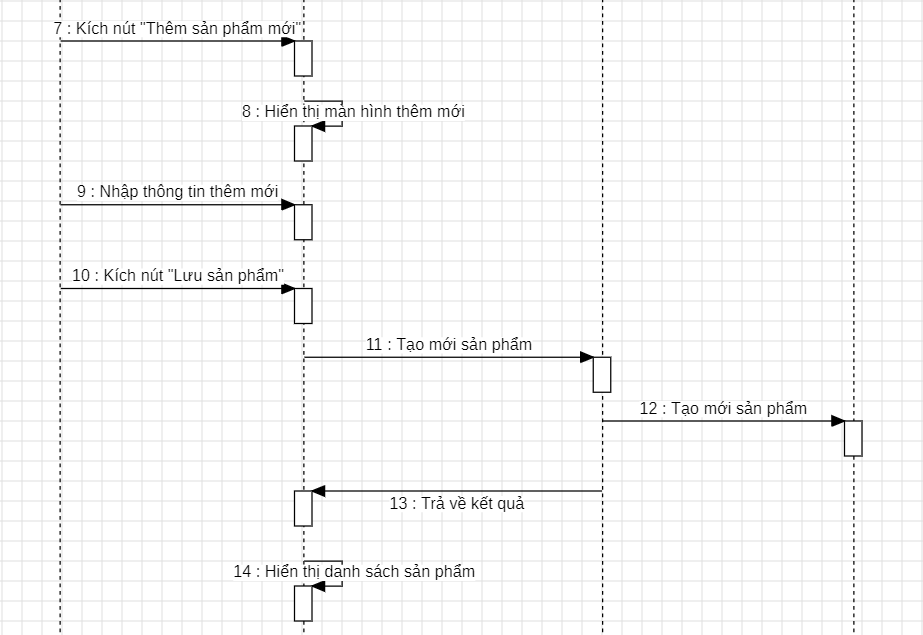 7 : Kích nút "Thêm sản phẩm mới"
8 : Hiển thị màn hình thêm mới
9 : Nhập thông tin thêm mới
10 : Kích nút "Lưu sản phẩm"
11 : Tạo mới sản phẩm
12 : Tạo mới sản phẩm
13 : Trả về kết quả
14 : Hiển thị danh sách sản phẩm